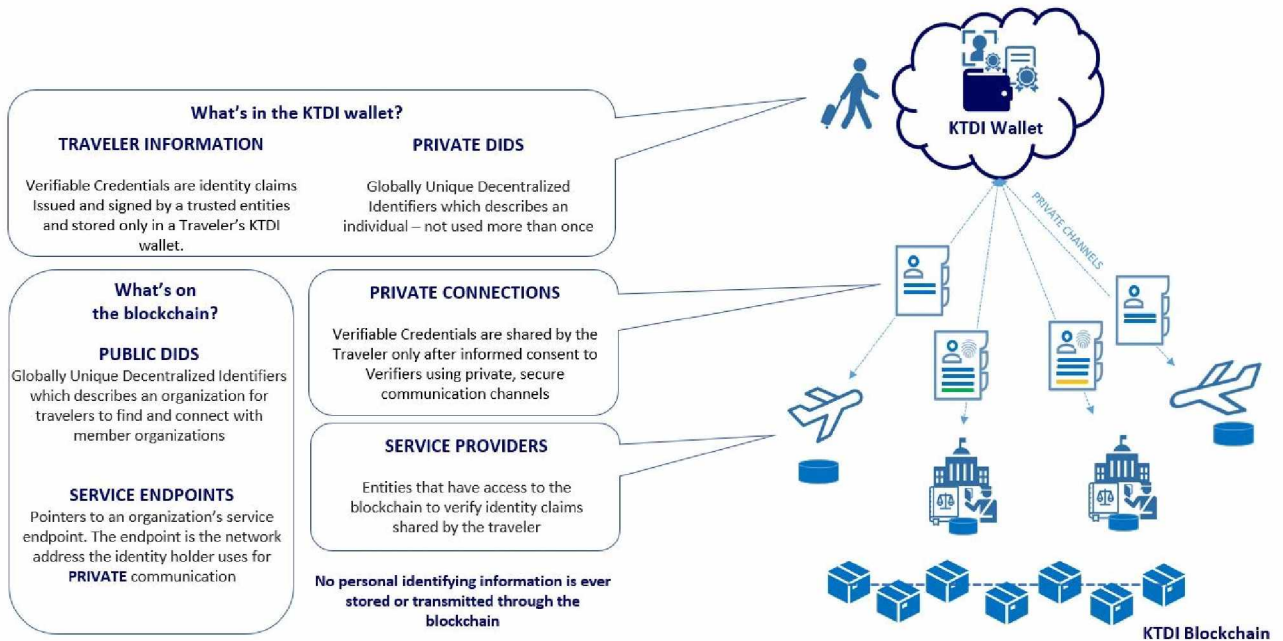 What's in the KTDI wallet?
TRAVELER INFORMATION
Verifiable Credentials are identity claims
Issued and signed by a trusted entities
and stored only in a Traveler's KTDI
wallet.
PRIVATE DIDS
Globally Unique Decentralized
Identifiers which describes an
individual – not used more than once
What's on
the blockchain?
PUBLIC DIDS
Globally Unique Decentralized Identifiers
which describes an organization for
travelers to find and connect with
member organizations
SERVICE ENDPOINTS
Pointers to an organization's service
endpoint. The endpoint is the network
address the identity holder uses for
PRIVATE communication
PRIVATE CONNECTIONS
Verifiable Credentials are shared by the
Traveler only after informed consent to
Verifiers using private, secure
communication channels
SERVICE PROVIDERS
Entities that have access to the
blockchain to verify identity claims
shared by the traveler
No personal identifying information is ever
stored or transmitted through the
blockchain
KTDI Wallet
PRIVATE CHANNELS
KTDI Blockchain